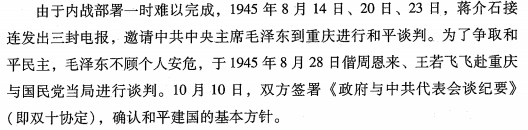 由于内战部署一时难以完成，1945 年 8 月 14 日、20 日、23 日，蒋介石接
连发出三封电报，邀请中共中央主席毛泽东到重庆进行和平谈判。为了争取和
平民主，毛泽东不顾个人安危，于 1945 年 8 月 28 日偕周恩来、王若飞飞赴重庆
与国民党当局进行谈判。10 月 10 日，双方签署《政府与中共代表会谈纪要》
（即双十协定），确认和平建国的基本方针。